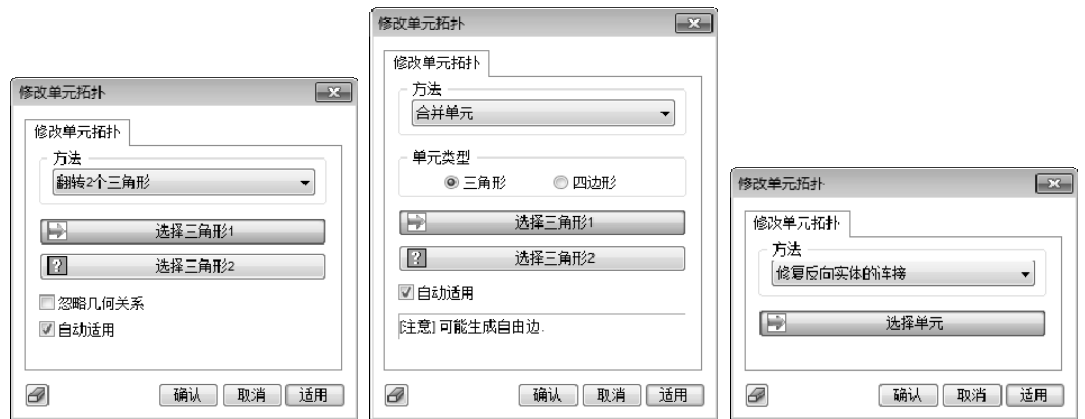 修改单元拓扑
修改单元拓扑
方法
翻转2个三角形
选择三角形1
选择三角形2
忽略几何关系
自动适用
确认 取消 适用
修改单元拓扑
修改单元拓扑
方法
合并单元
单元类型
三角形 四边形
选择三角形1
选择三角形2
自动适用
[注意] 可能生成自由边.
确认 取消 适用
修改单元拓扑
修改单元拓扑
方法
修复反向实体的连接
选择单元
确认 取消 适用